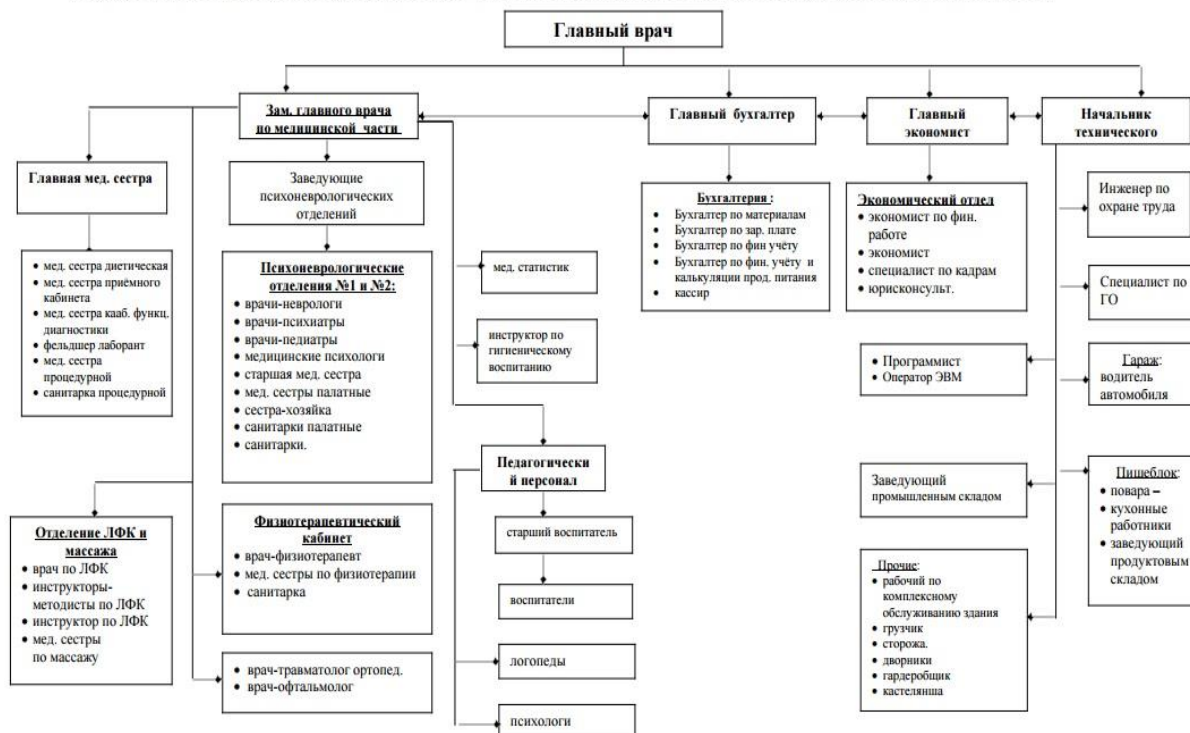 Главный врач
Зам. главного врача
по медицинской части
Главный бухгалтер
Главный
экономист
Начальник
технического
Главная мед. сестра
Заведующие
психоневрологических
отделений
Бухгалтерия :
• Бухгалтер по материалам
• Бухгалтер по зар. плате
• Бухгалтер по фин учёту
• Бухгалтер по фин. учёту и
калькуляции прод. питания
• кассир
Экономический отдел
• экономист по фин.
работе
• экономист
• специалист по кадрам
• юрисконсульт.
Инженер по
охране труда
• мед. сестра диетическая
• мед. сестра приёмного
кабинета
• мед. сестра кааб. функц.
диагностики
• фельдшер лаборант
• мед. сестра
процедурной
• санитарка процедурной
Психоневрологические
отделения №1 и №2:
• врачи-неврологи
• врачи-психиатры
• врачи-педиатры
• медицинские психологи
• старшая мед. сестра
• мед. сестры палатные
• сестра-хозяйка
• санитарки палатные
• санитарки.
мед. статистик
инструктор по
гигиеническому
воспитанию
Специалист по
ГО
• Программист
• Оператор ЭВМ
Гараж:
водитель
автомобиля
Педагогически
й персонал
Заведующий
промышленным складом
Пищеблок:
• повара –
• кухонные
работники
• заведующий
продуктовым
складом
Отделение ЛФК и
массажа
• врач по ЛФК
• инструкторы-
методисты по ЛФК
• инструктор по ЛФК
• мед. сестры
по массажу
Физиотерапевтический
кабинет
• врач-физиотерапевт
• мед. сестры по физиотерапии
• санитарка
старший воспитатель
воспитатели
Прочие:
• рабочий по
комплексному
обслуживанию здания
• грузчик
• сторожа.
• дворники
• гардеробщик
• кастелянша
• врач-травматолог ортопед.
• врач-офтальмолог
логопеды
психологи